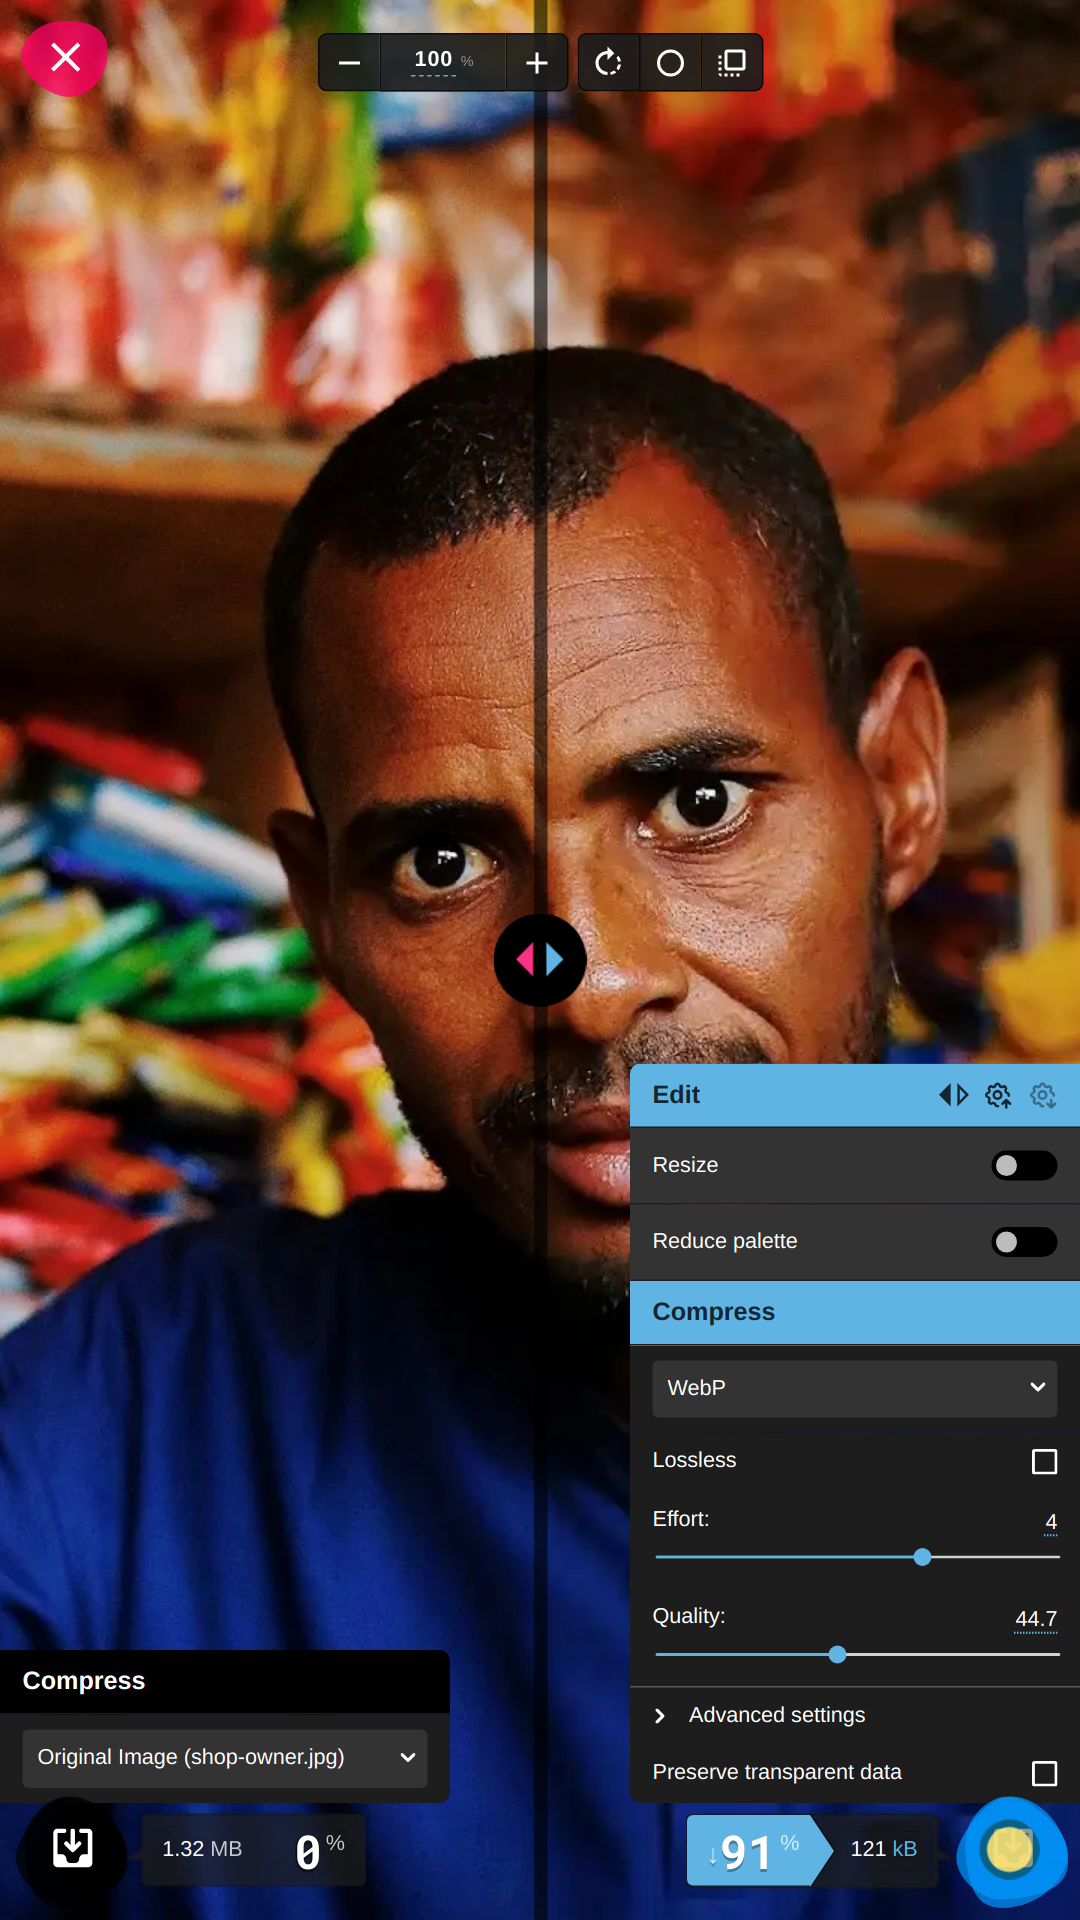 100 %
Edit
Resize
Reduce palette
Compress
WebP
Lossless
Effort:
4
Quality:
44.7
Advanced settings
Preserve transparent data
Compress
Original Image (shop-owner.jpg)
1.32 MB
0 %
↓91 %
121 kB